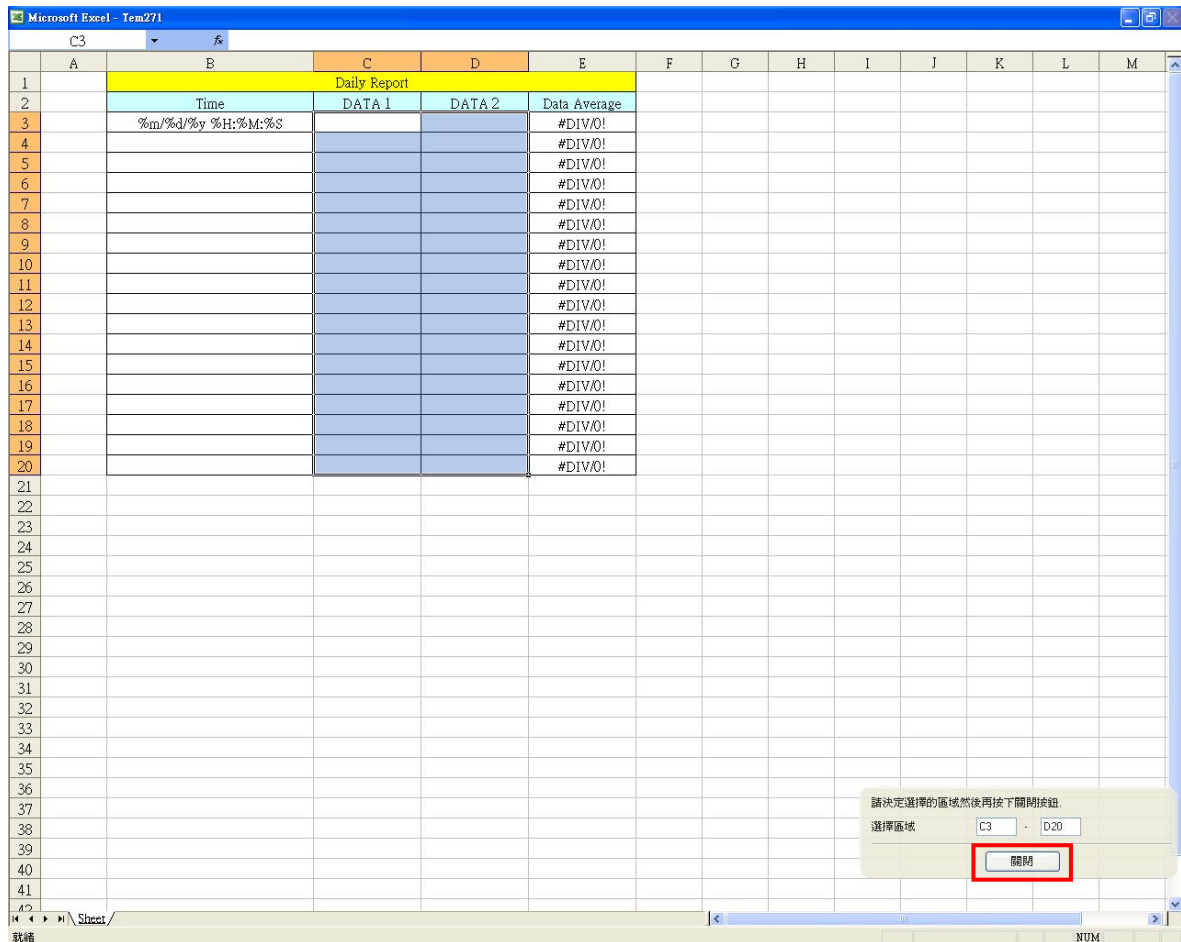 Microsoft Excel - Tem271
C3 fx
A B C D E F G H I J K L M
1 Daily Report
2 Time DATA 1 DATA 2 Data Average
3 %m/%d/%y %H:%M:%S #DIV/0!
4 #DIV/0!
5 #DIV/0!
6 #DIV/0!
7 #DIV/0!
8 #DIV/0!
9 #DIV/0!
10 #DIV/0!
11 #DIV/0!
12 #DIV/0!
13 #DIV/0!
14 #DIV/0!
15 #DIV/0!
16 #DIV/0!
17 #DIV/0!
18 #DIV/0!
19 #DIV/0!
20 #DIV/0!
21
22
23
24
25
26
27
28
29
30
31
32
33
34
35
36
37
38
39
40
41
42
請決定選擇的區域然後再按下關閉按鈕.
選擇區域 C3 - D20
關閉
Sheet
就緒 NUM